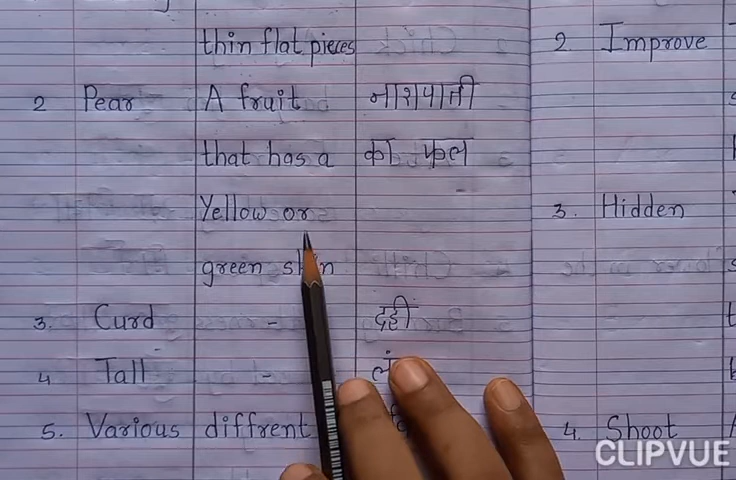 thin flat pieces
2 Pear A fruit नाशपाती
that has a का फल
Yellow or
green skin
3. Curd - दही
4 Tall -
5. Various diffrent
2 Improve
3. Hidden
4. Shoot
CLIPVUE